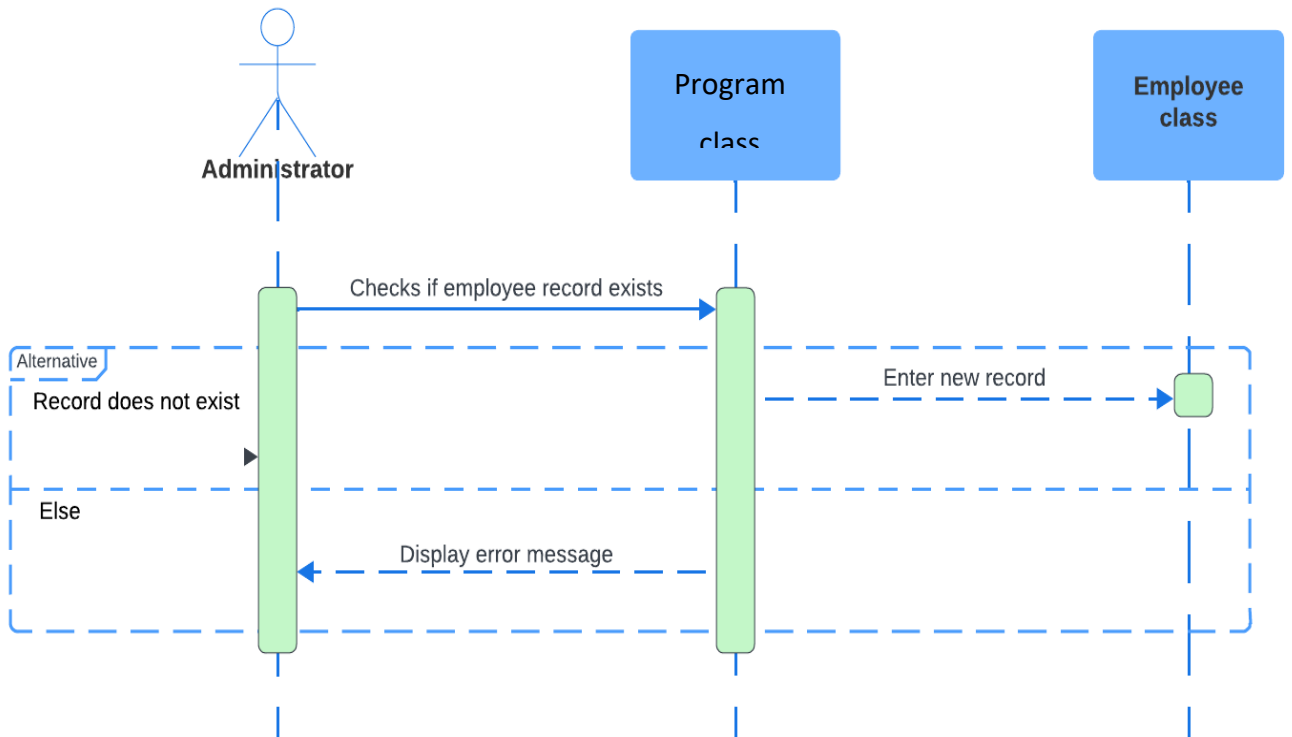 Program
class
Employee
class
Administrator
Checks if employee record exists
Alternative
Enter new record
Record does not exist
Else
Display error message